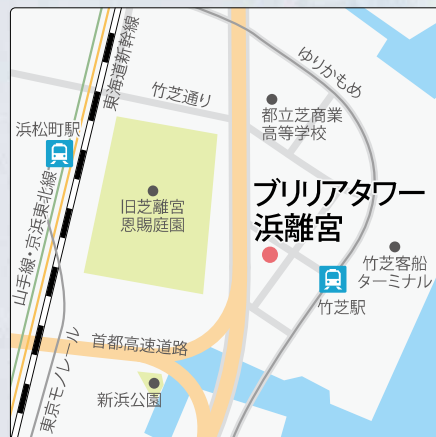 東海道新幹線
ゆりかもめ
竹芝通り
都立芝商業
高等学校
浜松町駅
旧芝離宮
恩賜庭園
ブリリアタワー
浜離宮
山手線・京浜東北線
竹芝客船
ターミナル
竹芝駅
首都高速道路
東京モノレール
新浜公園